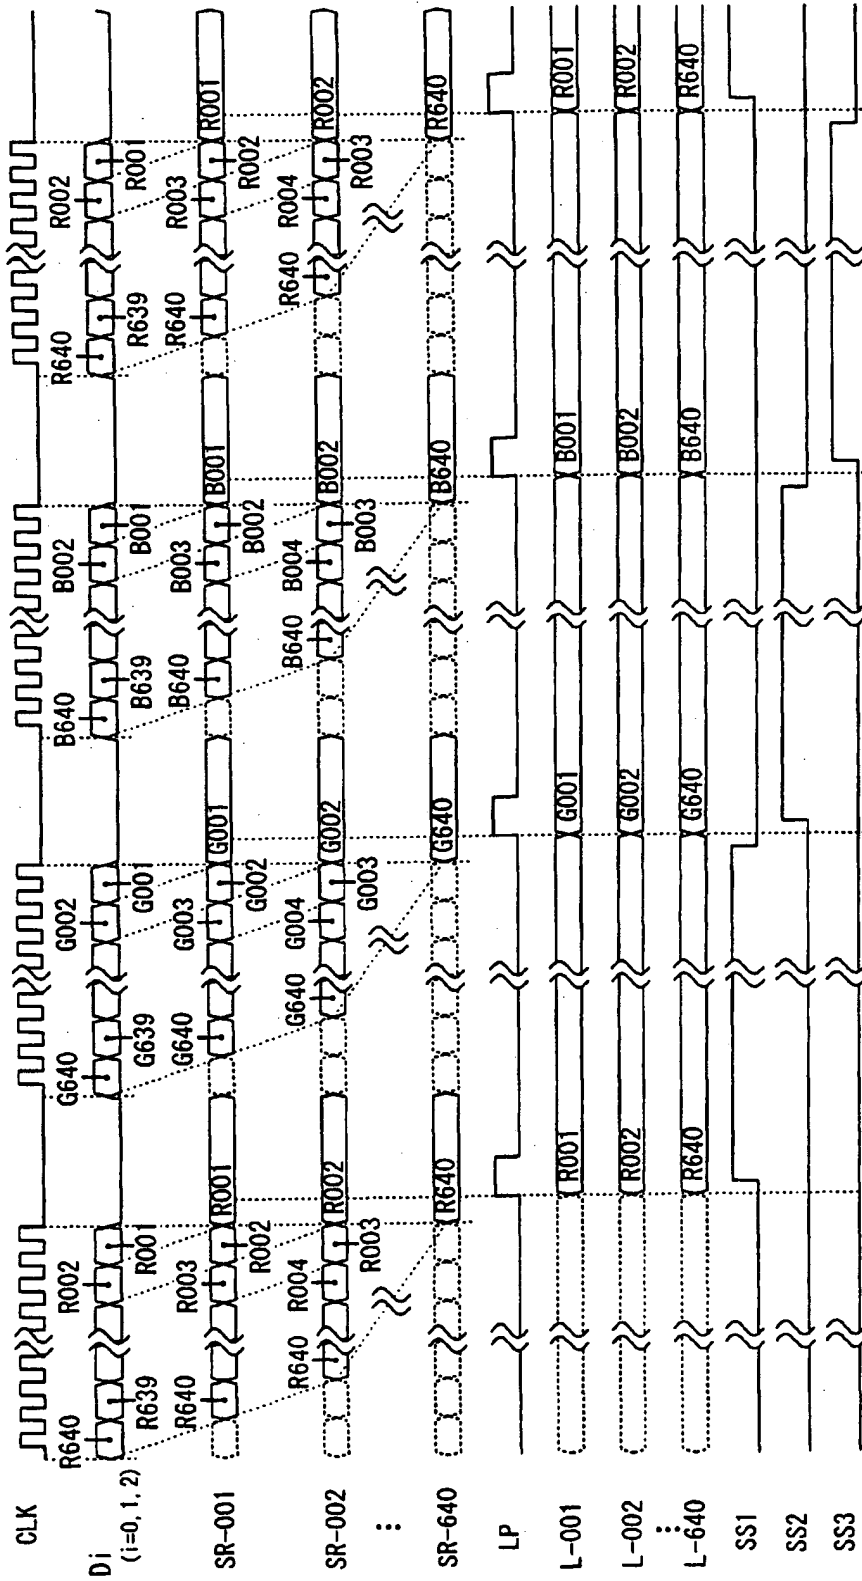 CLK
Di
(i=0, 1, 2)
R640
R639
R002
R001
G640
G639
G002
G001
B640
B639
B002
B001
R640
R639
R002
R001
SR-001
R640
R003
R002
R001
G640
G003
G002
G001
B640
B003
B002
B001
R640
R003
R002
R001
SR-002
R640
R004
R003
R002
G640
G004
G003
G002
B640
B004
B003
B002
R640
R004
R003
R002
⋮
SR-640
R640
G640
B640
R640
LP
L-001
R001
G001
B001
R001
L-002
R002
G002
B002
R002
⋮
L-640
R640
G640
B640
R640
SS1
SS2
SS3